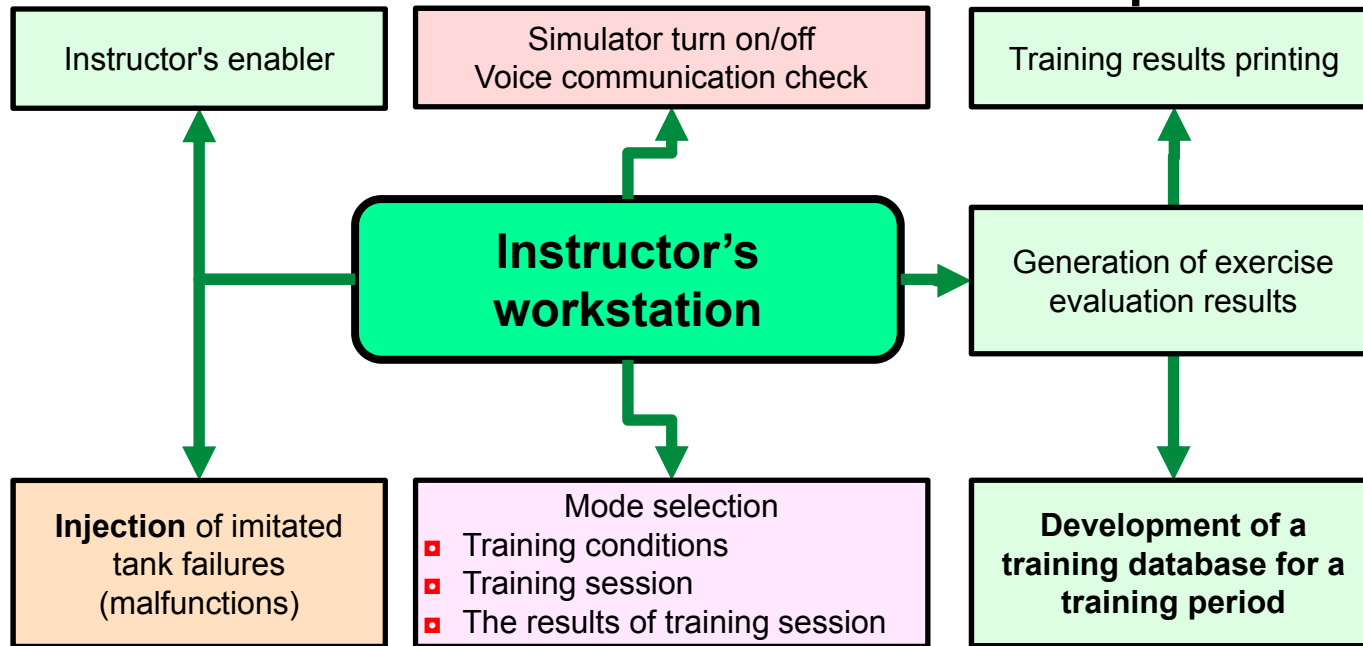 Instructor's enabler
Simulator turn on/off
Voice communication check
Training results printing
Instructor’s
workstation
Generation of exercise
evaluation results
Injection of imitated
tank failures
(malfunctions)
Mode selection
Training conditions
Training session
The results of training session
Development of a
training database for a
training period